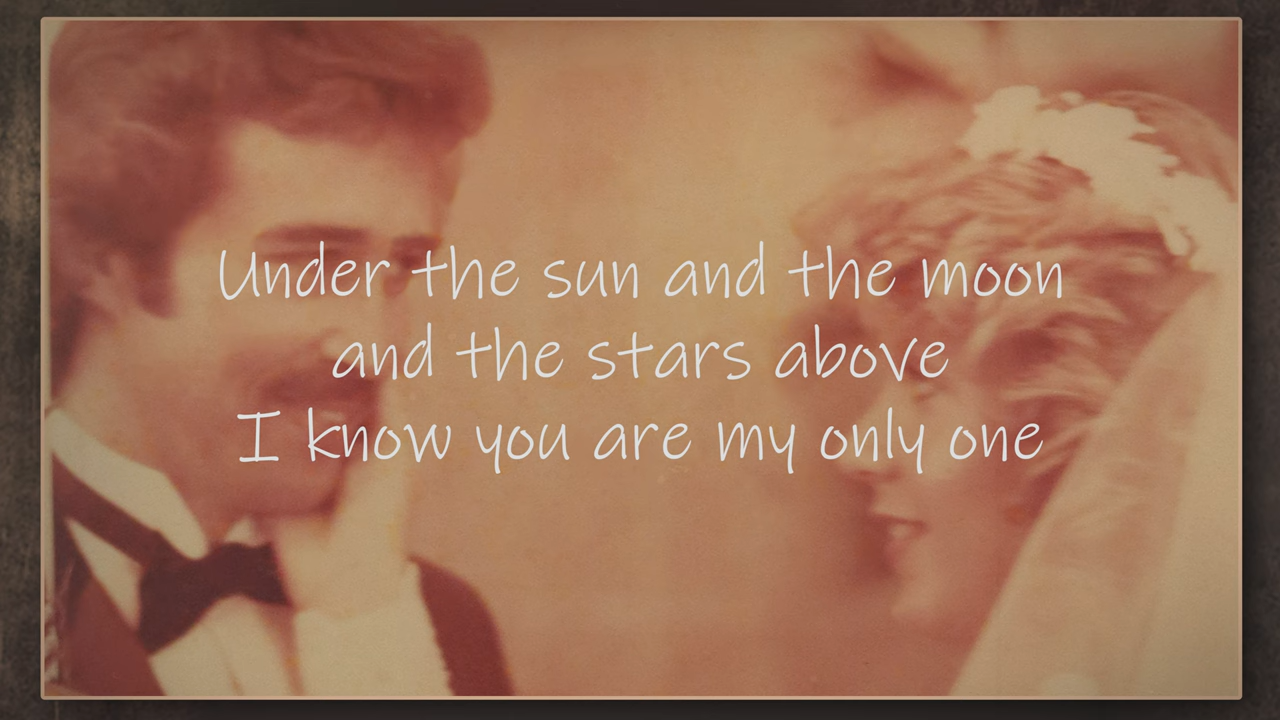 Under the sun and the moon
and the stars above
I know you are my only one